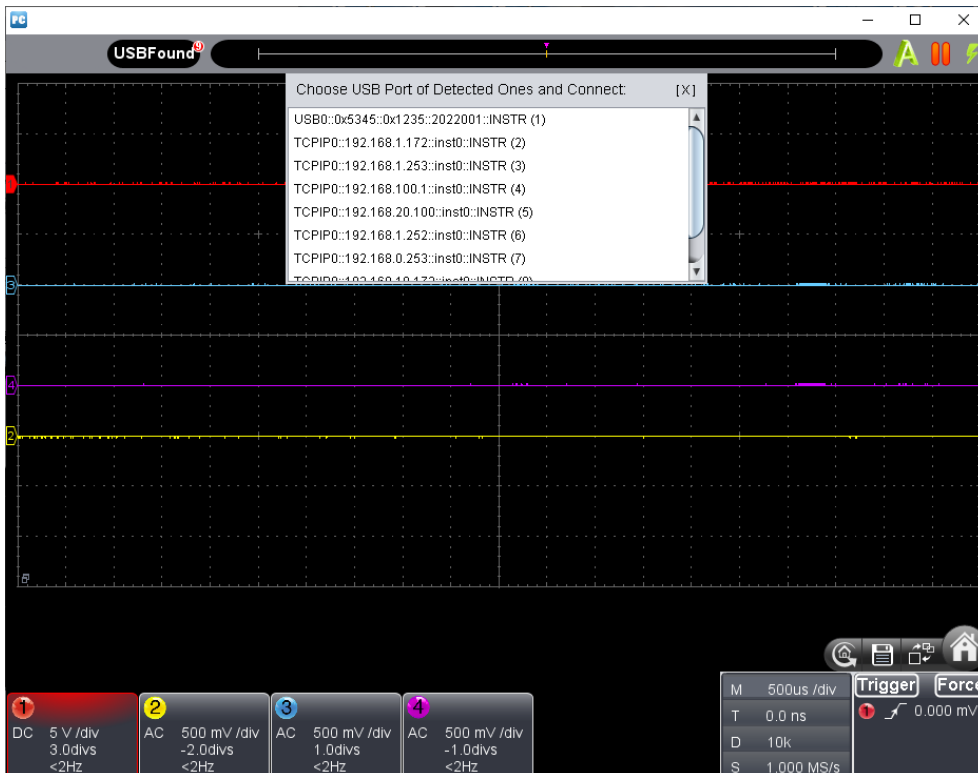 PC
USBFound 9
A
Choose USB Port of Detected Ones and Connect: [X]
USB0::0x5345::0x1235::2022001::INSTR (1)
TCPIP0::192.168.1.172::inst0::INSTR (2)
TCPIP0::192.168.1.253::inst0::INSTR (3)
TCPIP0::192.168.100.1::inst0::INSTR (4)
TCPIP0::192.168.20.100::inst0::INSTR (5)
TCPIP0::192.168.1.252::inst0::INSTR (6)
TCPIP0::192.168.0.253::inst0::INSTR (7)
3
4
2
1
DC 5 V /div
3.0divs
<2Hz
2
AC 500 mV /div
-2.0divs
<2Hz
3
AC 500 mV /div
1.0divs
<2Hz
4
AC 500 mV /div
-1.0divs
<2Hz
M 500us /div
T 0.0 ns
D 10k
S 1.000 MS/s
Trigger Force
1 0.000 mV